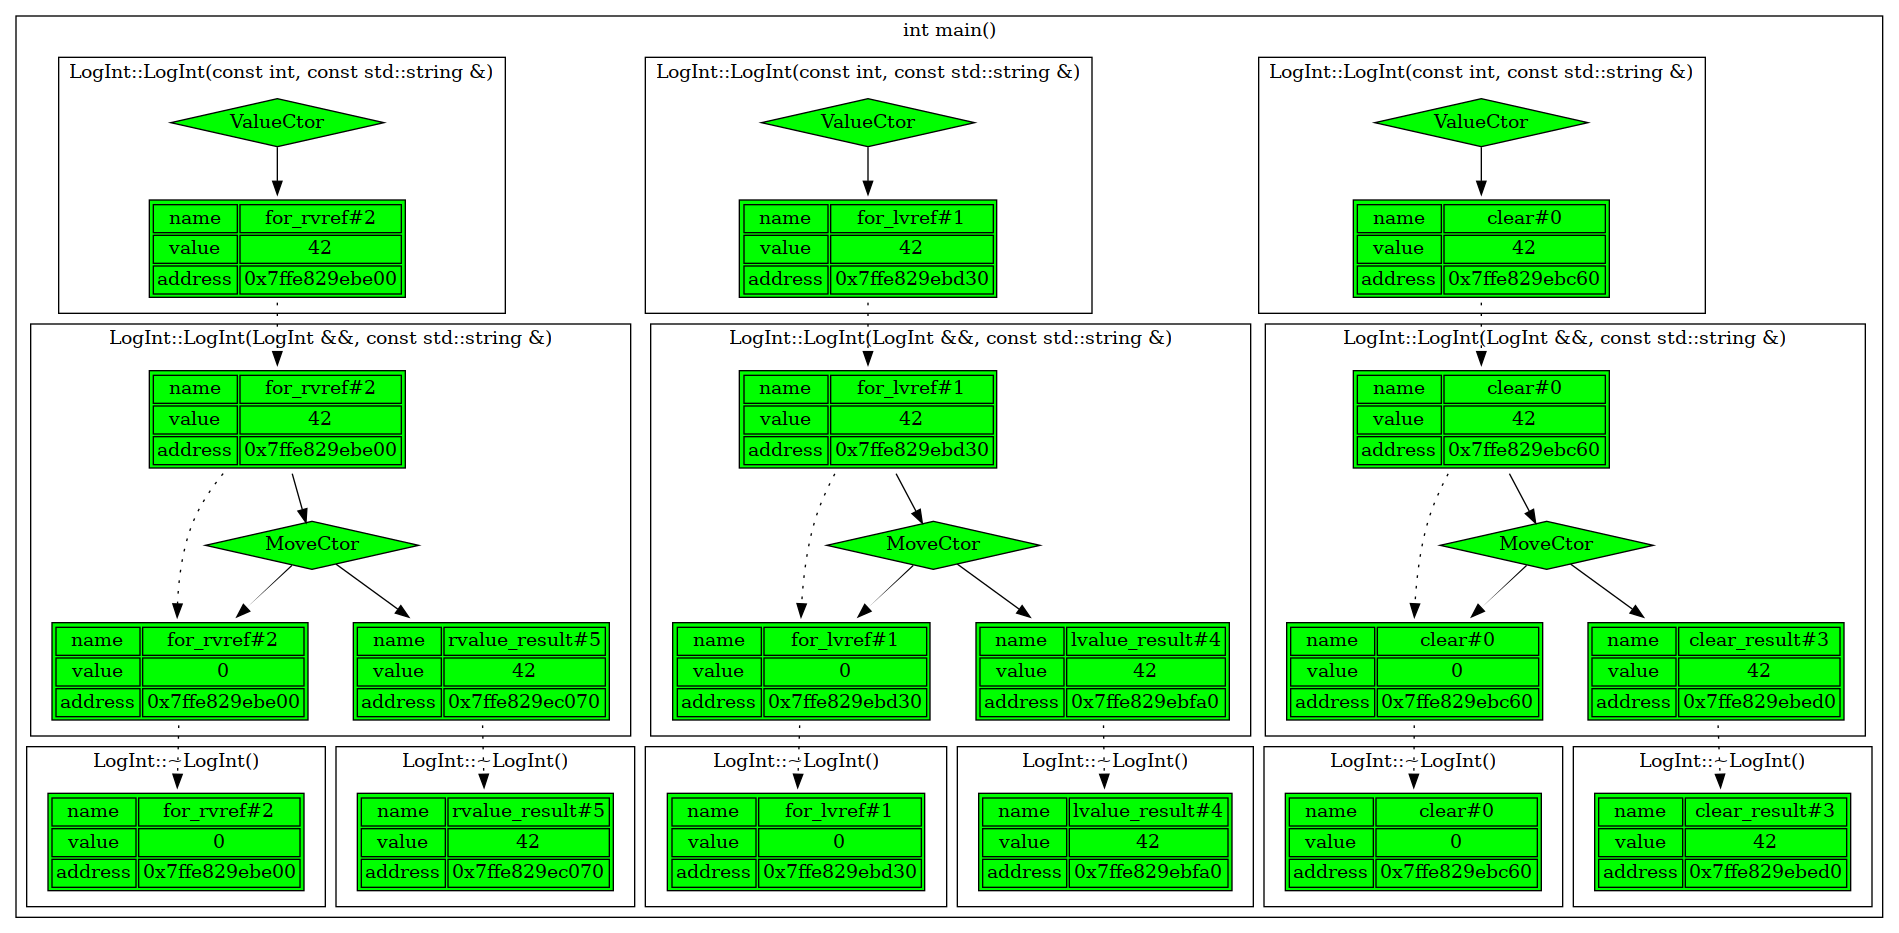 int main()
LogInt::LogInt(const int, const std::string &)
ValueCtor
name for_rvref#2
value 42
address 0x7ffe829ebe00
LogInt::LogInt(const int, const std::string &)
ValueCtor
name for_lvref#1
value 42
address 0x7ffe829ebd30
LogInt::LogInt(const int, const std::string &)
ValueCtor
name clear#0
value 42
address 0x7ffe829ebc60
LogInt::LogInt(LogInt &&, const std::string &)
name for_rvref#2
value 42
address 0x7ffe829ebe00
MoveCtor
name for_rvref#2
value 0
address 0x7ffe829ebe00
name rvalue_result#5
value 42
address 0x7ffe829ec070
LogInt::LogInt(LogInt &&, const std::string &)
name for_lvref#1
value 42
address 0x7ffe829ebd30
MoveCtor
name for_lvref#1
value 0
address 0x7ffe829ebd30
name lvalue_result#4
value 42
address 0x7ffe829ebfa0
LogInt::LogInt(LogInt &&, const std::string &)
name clear#0
value 42
address 0x7ffe829ebc60
MoveCtor
name clear#0
value 0
address 0x7ffe829ebc60
name clear_result#3
value 42
address 0x7ffe829ebed0
LogInt::~LogInt()
name for_rvref#2
value 0
address 0x7ffe829ebe00
LogInt::~LogInt()
name rvalue_result#5
value 42
address 0x7ffe829ec070
LogInt::~LogInt()
name for_lvref#1
value 0
address 0x7ffe829ebd30
LogInt::~LogInt()
name lvalue_result#4
value 42
address 0x7ffe829ebfa0
LogInt::~LogInt()
name clear#0
value 0
address 0x7ffe829ebc60
LogInt::~LogInt()
name clear_result#3
value 42
address 0x7ffe829ebed0